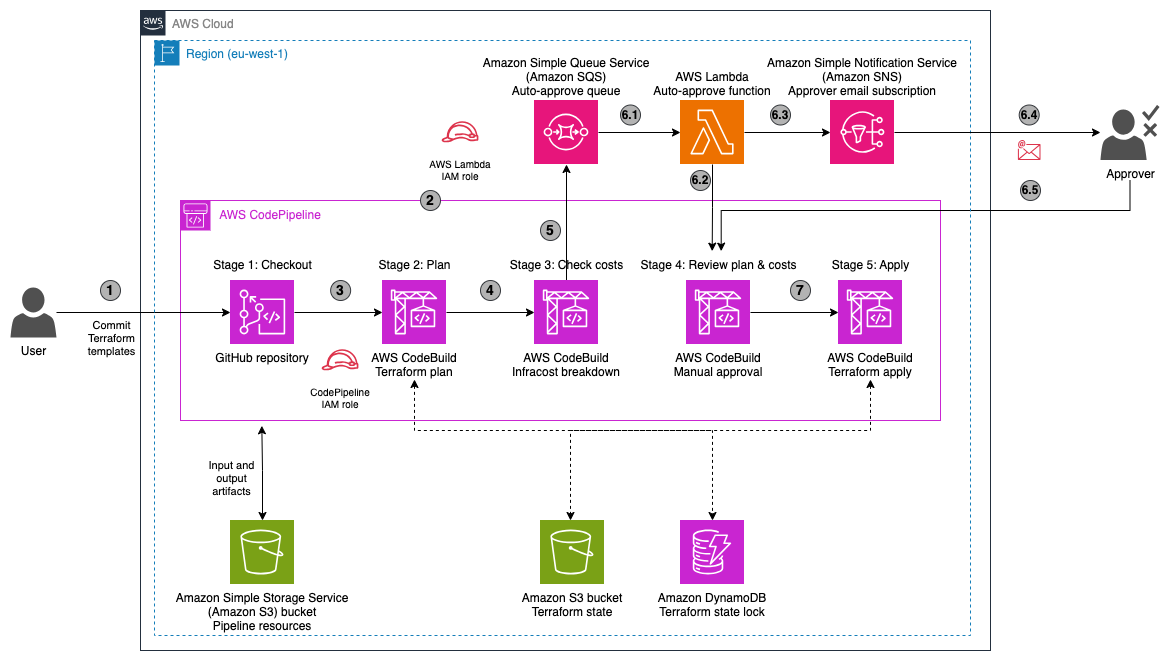 aws
AWS Cloud
Region (eu-west-1)
Amazon Simple Queue Service
(Amazon SQS)
Auto-approve queue
AWS Lambda
Auto-approve function
Amazon Simple Notification Service
(Amazon SNS)
Approver email subscription
6.1
6.3
6.4
AWS Lambda
IAM role
6.2
6.5
Approver
2
AWS CodePipeline
5
Stage 1: Checkout
Stage 2: Plan
Stage 3: Check costs
Stage 4: Review plan & costs
Stage 5: Apply
1
3
4
7
Commit
Terraform
templates
User
GitHub repository
CodePipeline
IAM role
AWS CodeBuild
Terraform plan
AWS CodeBuild
Infracost breakdown
AWS CodeBuild
Manual approval
AWS CodeBuild
Terraform apply
Input and
output
artifacts
Amazon Simple Storage Service
(Amazon S3) bucket
Pipeline resources
Amazon S3 bucket
Terraform state
Amazon DynamoDB
Terraform state lock